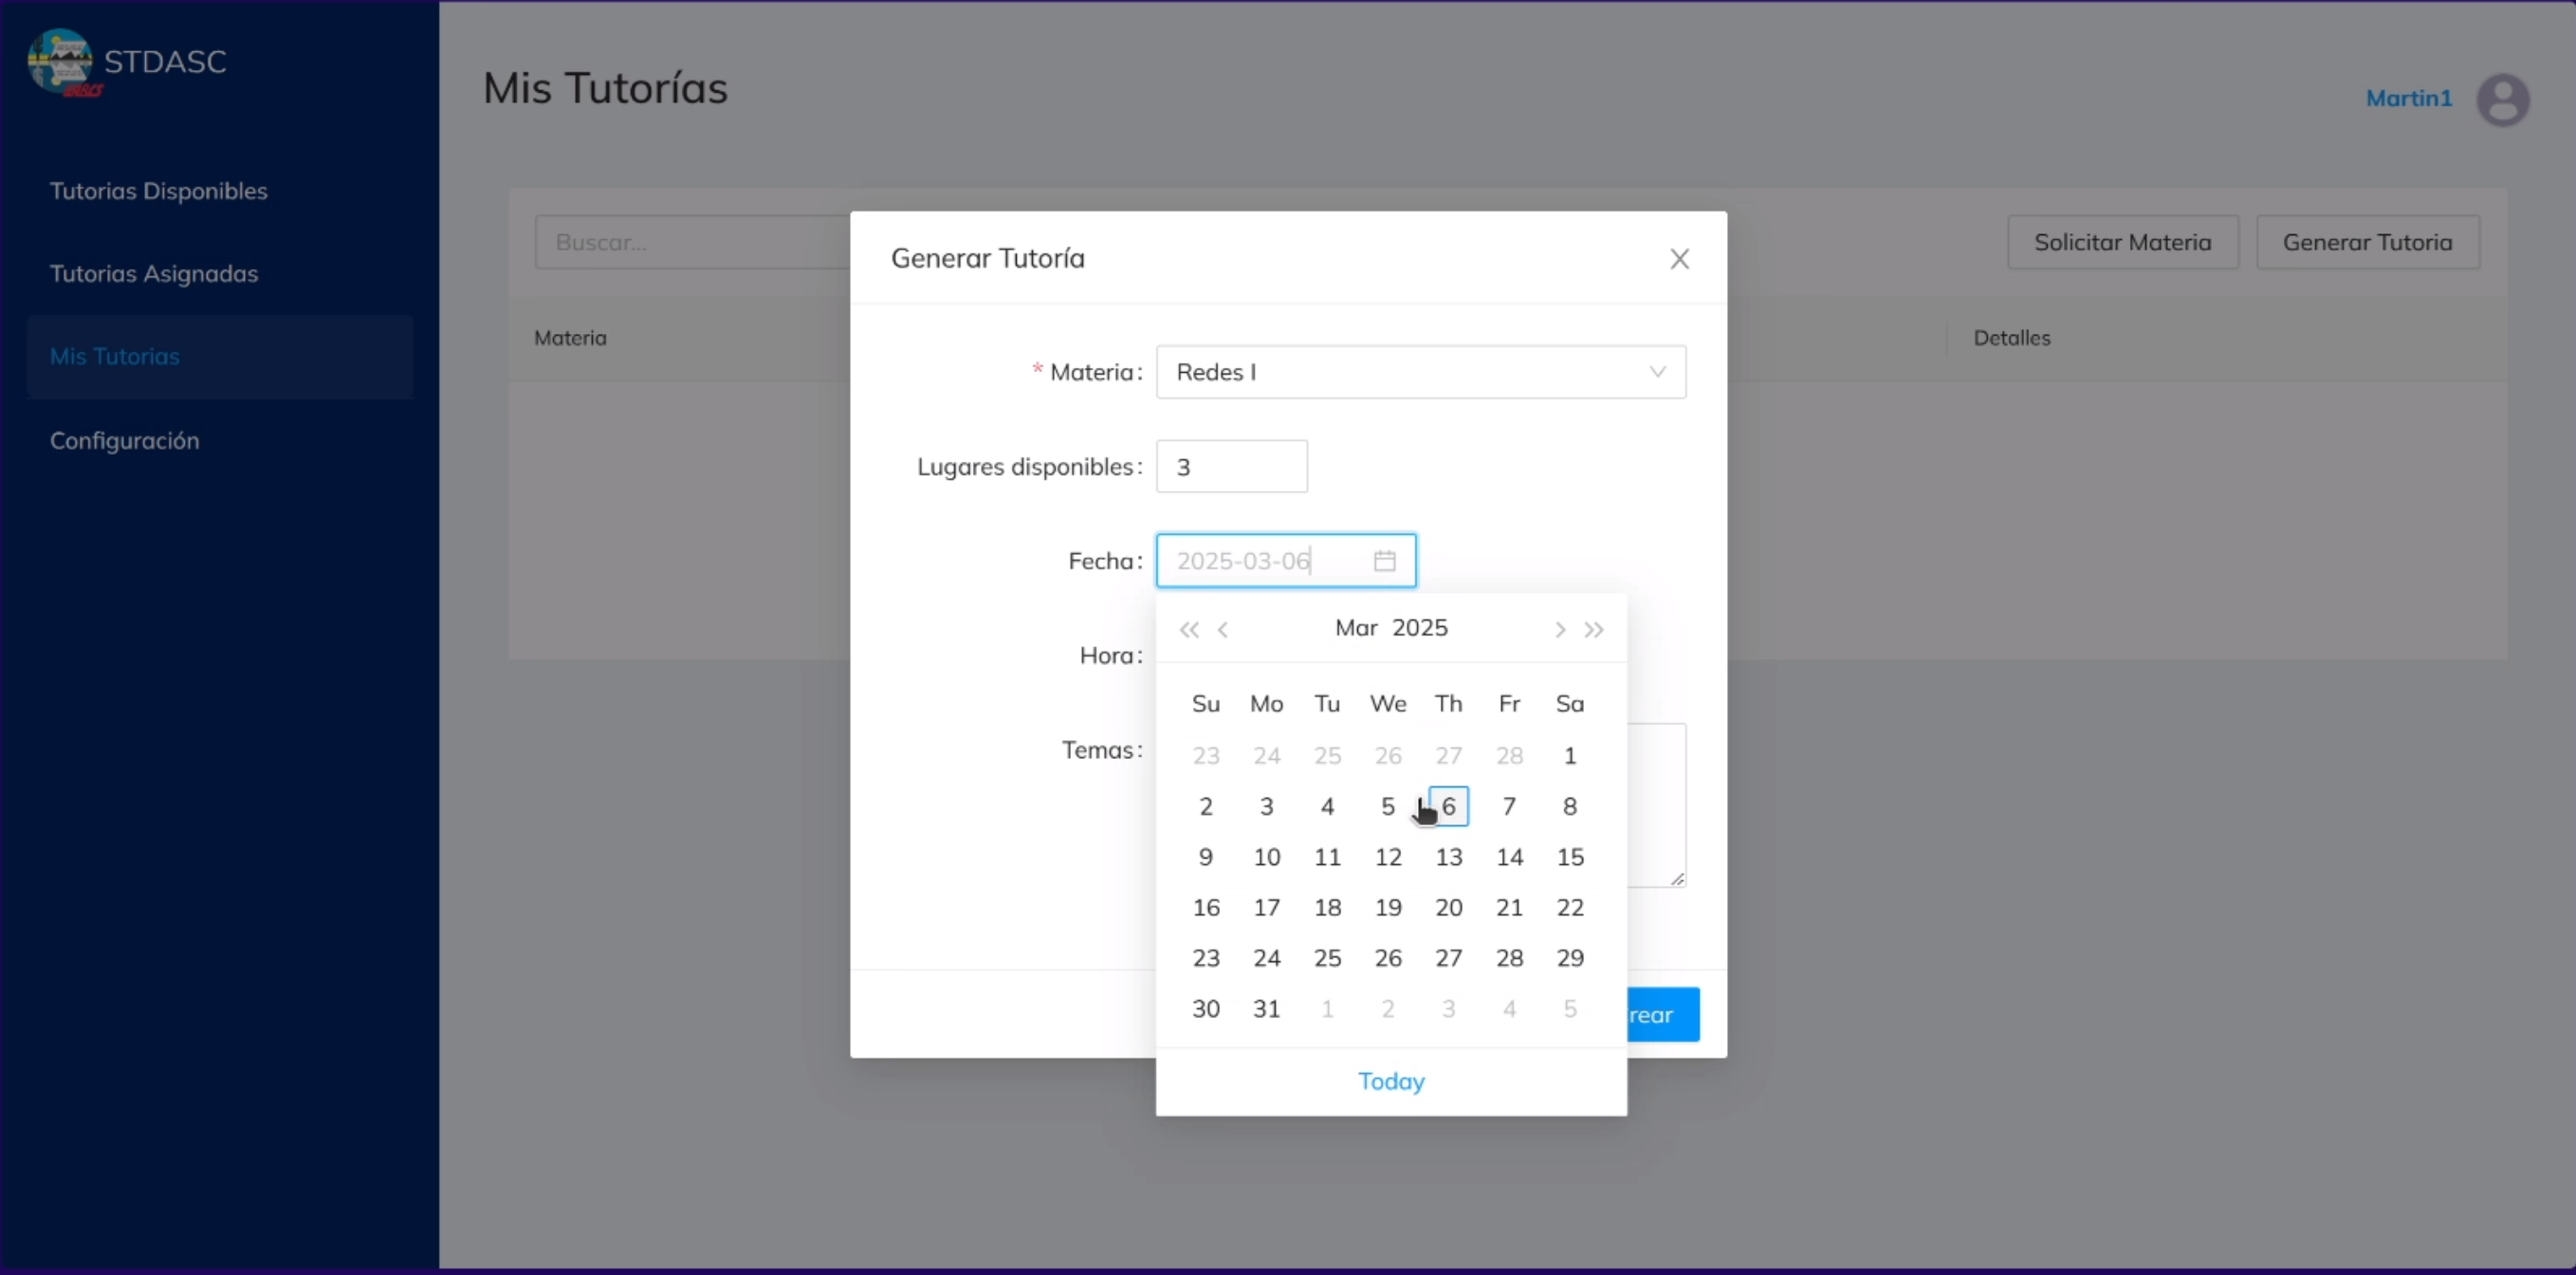 STDASC
Mis Tutorías
Martin1
Tutorias Disponibles
Tutorias Asignadas
Mis Tutorias
Configuración
Buscar...
Solicitar Materia
Generar Tutoria
Materia
Detalles
Generar Tutoría
* Materia:
Redes I
Lugares disponibles:
3
Fecha:
2025-03-06
Hora:
Temas:
Mar 2025
Su Mo Tu We Th Fr Sa
23 24 25 26 27 28 1
2 3 4 5 6 7 8
9 10 11 12 13 14 15
16 17 18 19 20 21 22
23 24 25 26 27 28 29
30 31 1 2 3 4 5
rear
Today